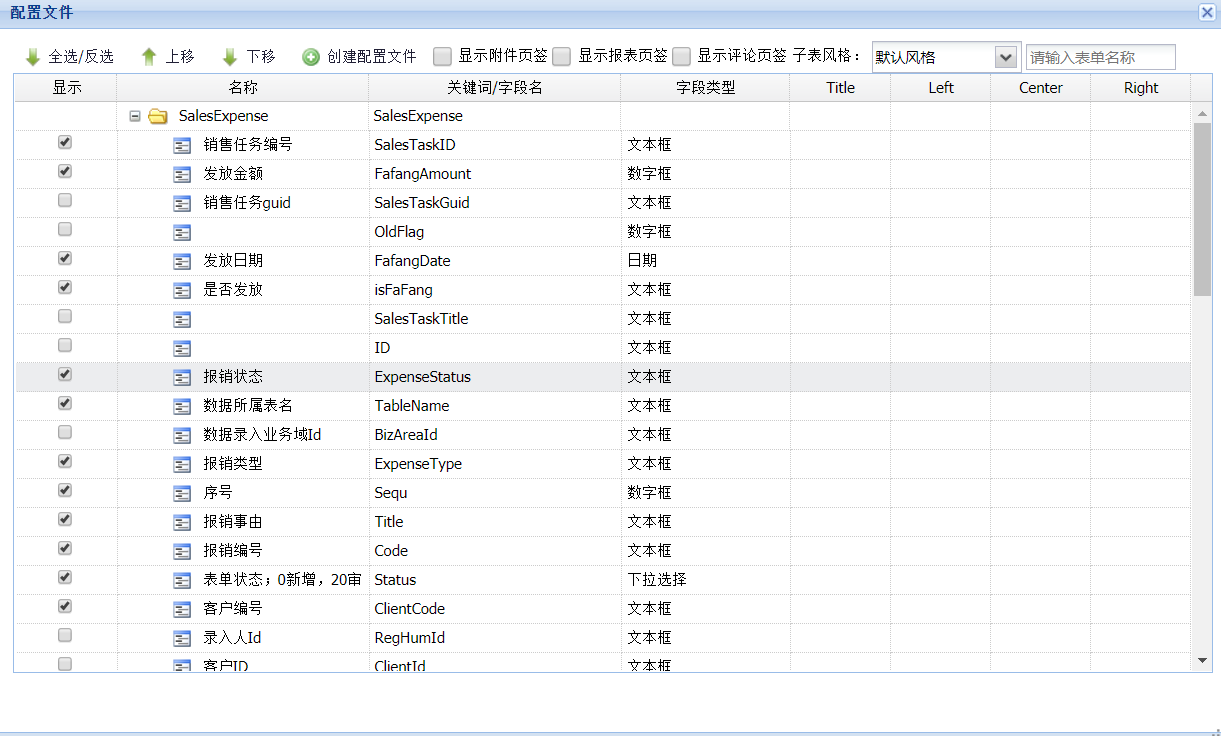 配置文件
全选/反选 上移 下移 创建配置文件 显示附件页签 显示报表页签 显示评论页签 子表风格： 默认风格 请输入表单名称
显示 名称 关键词/字段名 字段类型 Title Left Center Right
SalesExpense SalesExpense
销售任务编号 SalesTaskID 文本框
发放金额 FafangAmount 数字框
销售任务guid SalesTaskGuid 文本框
OldFlag 数字框
发放日期 FafangDate 日期
是否发放 isFaFang 文本框
SalesTaskTitle 文本框
ID 文本框
报销状态 ExpenseStatus 文本框
数据所属表名 TableName 文本框
数据录入业务域Id BizAreaId 文本框
报销类型 ExpenseType 文本框
序号 Sequ 数字框
报销事由 Title 文本框
报销编号 Code 文本框
表单状态；0新增，20审 Status 下拉选择
客户编号 ClientCode 文本框
录入人Id RegHumId 文本框
客户ID ClientId 文本框